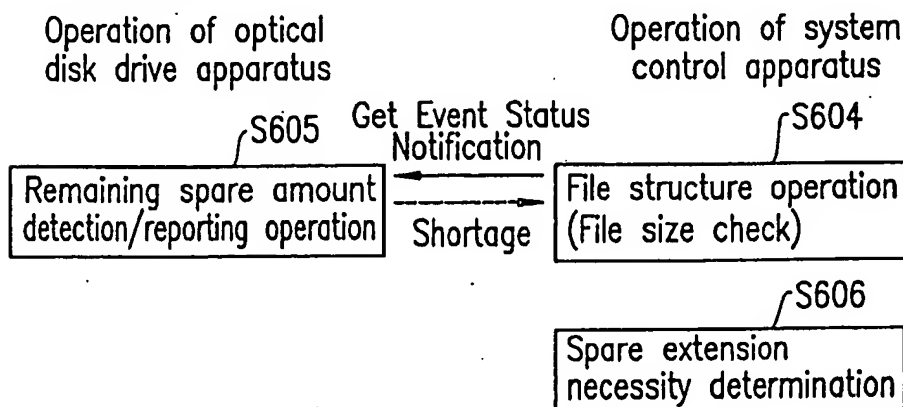 Operation of optical
disk drive apparatus
Operation of system
control apparatus
S605
Get Event Status
Notification
S604
Remaining spare amount
detection/reporting operation
Shortage
File structure operation
(File size check)
S606
Spare extension
necessity determination